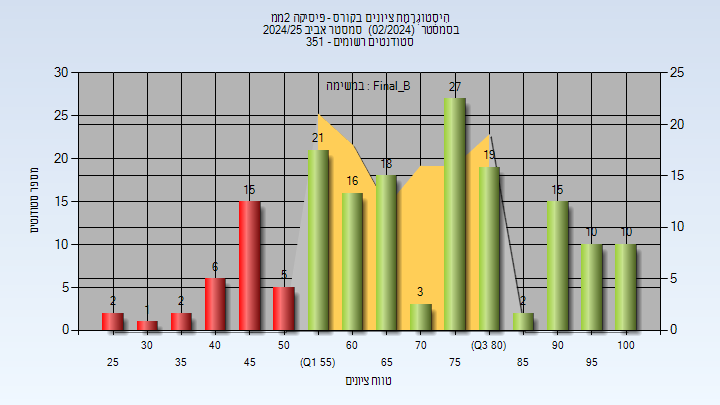 היסטוגרמת ציונים בקורס - פיסיקה 2ממ
בסמסטר (02/2024) סמסטר אביב 2024/25
סטודנטים רשומים - 351
במשימה : Final_B
מספר סטודנטים
30 25 20 15 10 5 0
25 20 15 10 5 0
2 1 2 6 15 5 21 16 18 3 27 19 2 15 10 10
30 40 50 60 70 (Q3 80) 90 100
25 35 45 (Q1 55) 65 75 85 95
טווח ציונים